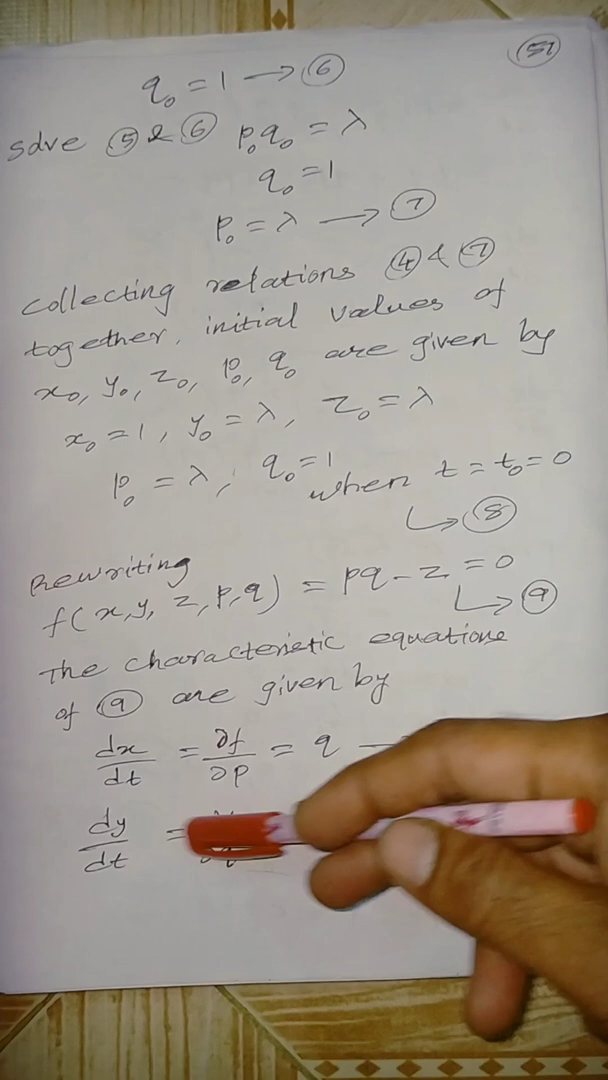 (51)
q₀ = 1 → (6)
Solve (5) & (6) p₀q₀ = λ
q₀ = 1
p₀ = λ → (7)
Collecting relations (4) & (7)
together, initial values of
x₀, y₀, z₀, p₀, q₀ are given by
x₀ = 1, y₀ = λ, z₀ = λ
p₀ = λ, q₀ = 1
when t = t₀ = 0
↳ (8)
Rewriting
f(x, y, z, p, q) = pq - z = 0
↳ (9)
The characteristic equations
of (9) are given by
dx/dt = ∂f/∂p = q
dy/dt =